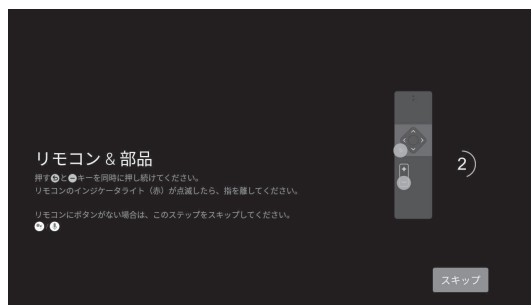 リモコン & 部品
押すとキーを同時に押し続けてください。
リモコンのインジケータライト（赤）が点滅したら、指を離してください。
リモコンにボタンがない場合は、このステップをスキップしてください。
2
スキップ